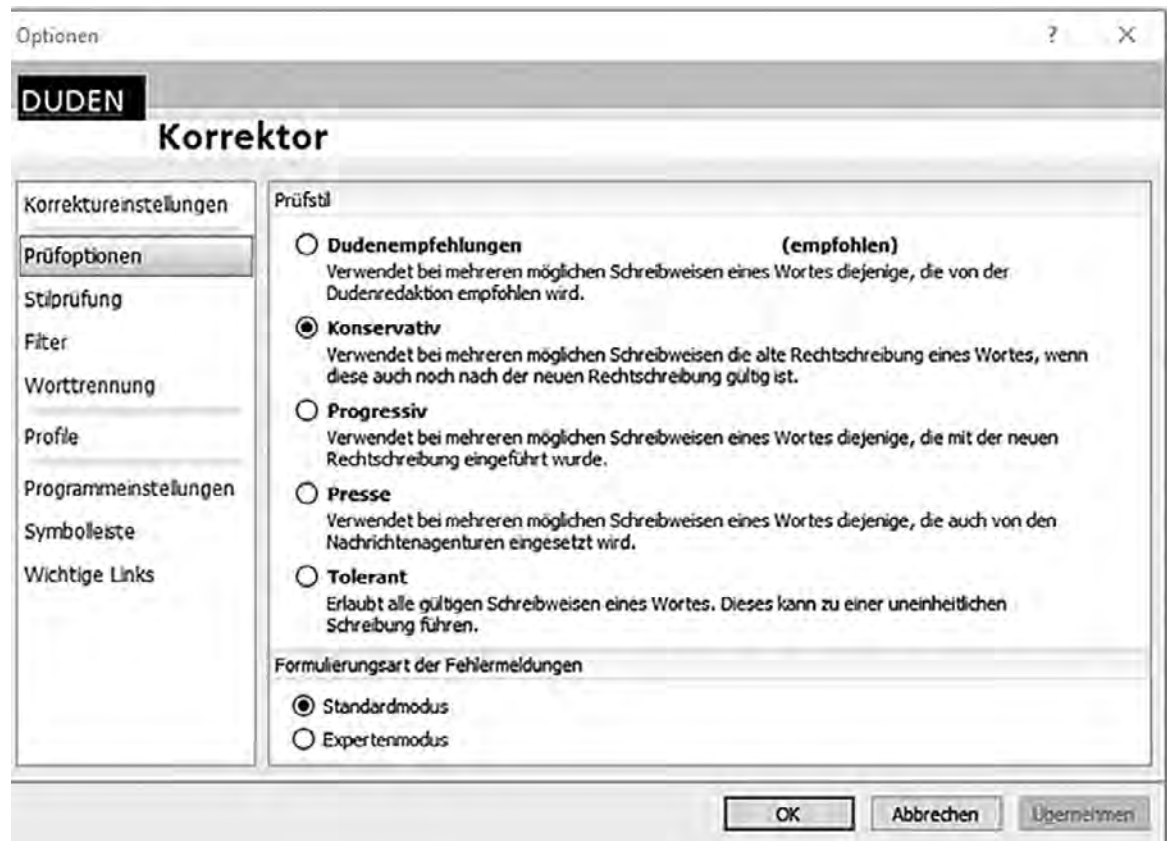 Optionen
DUDEN
Korrektor
Korrektureinstellungen
Prüfoptionen
Stilprüfung
Filter
Worttrennung
Profile
Programmeinstellungen
Symbolleiste
Wichtige Links
Prüfstil
Dudenempfehlungen (empfohlen)
Verwendet bei mehreren möglichen Schreibweisen eines Wortes diejenige, die von der
Dudenredaktion empfohlen wird.
Konservativ
Verwendet bei mehreren möglichen Schreibweisen die alte Rechtschreibung eines Wortes, wenn
diese auch noch nach der neuen Rechtschreibung gültig ist.
Progressiv
Verwendet bei mehreren möglichen Schreibweisen eines Wortes diejenige, die mit der neuen
Rechtschreibung eingeführt wurde.
Presse
Verwendet bei mehreren möglichen Schreibweisen eines Wortes diejenige, die auch von den
Nachrichtenagenturen eingesetzt wird.
Tolerant
Erlaubt alle gültigen Schreibweisen eines Wortes. Dieses kann zu einer uneinheitlichen
Schreibung führen.
Formulierungsart der Fehlermeldungen
Standardmodus
Expertenmodus
OK Abbrechen Übernehmen